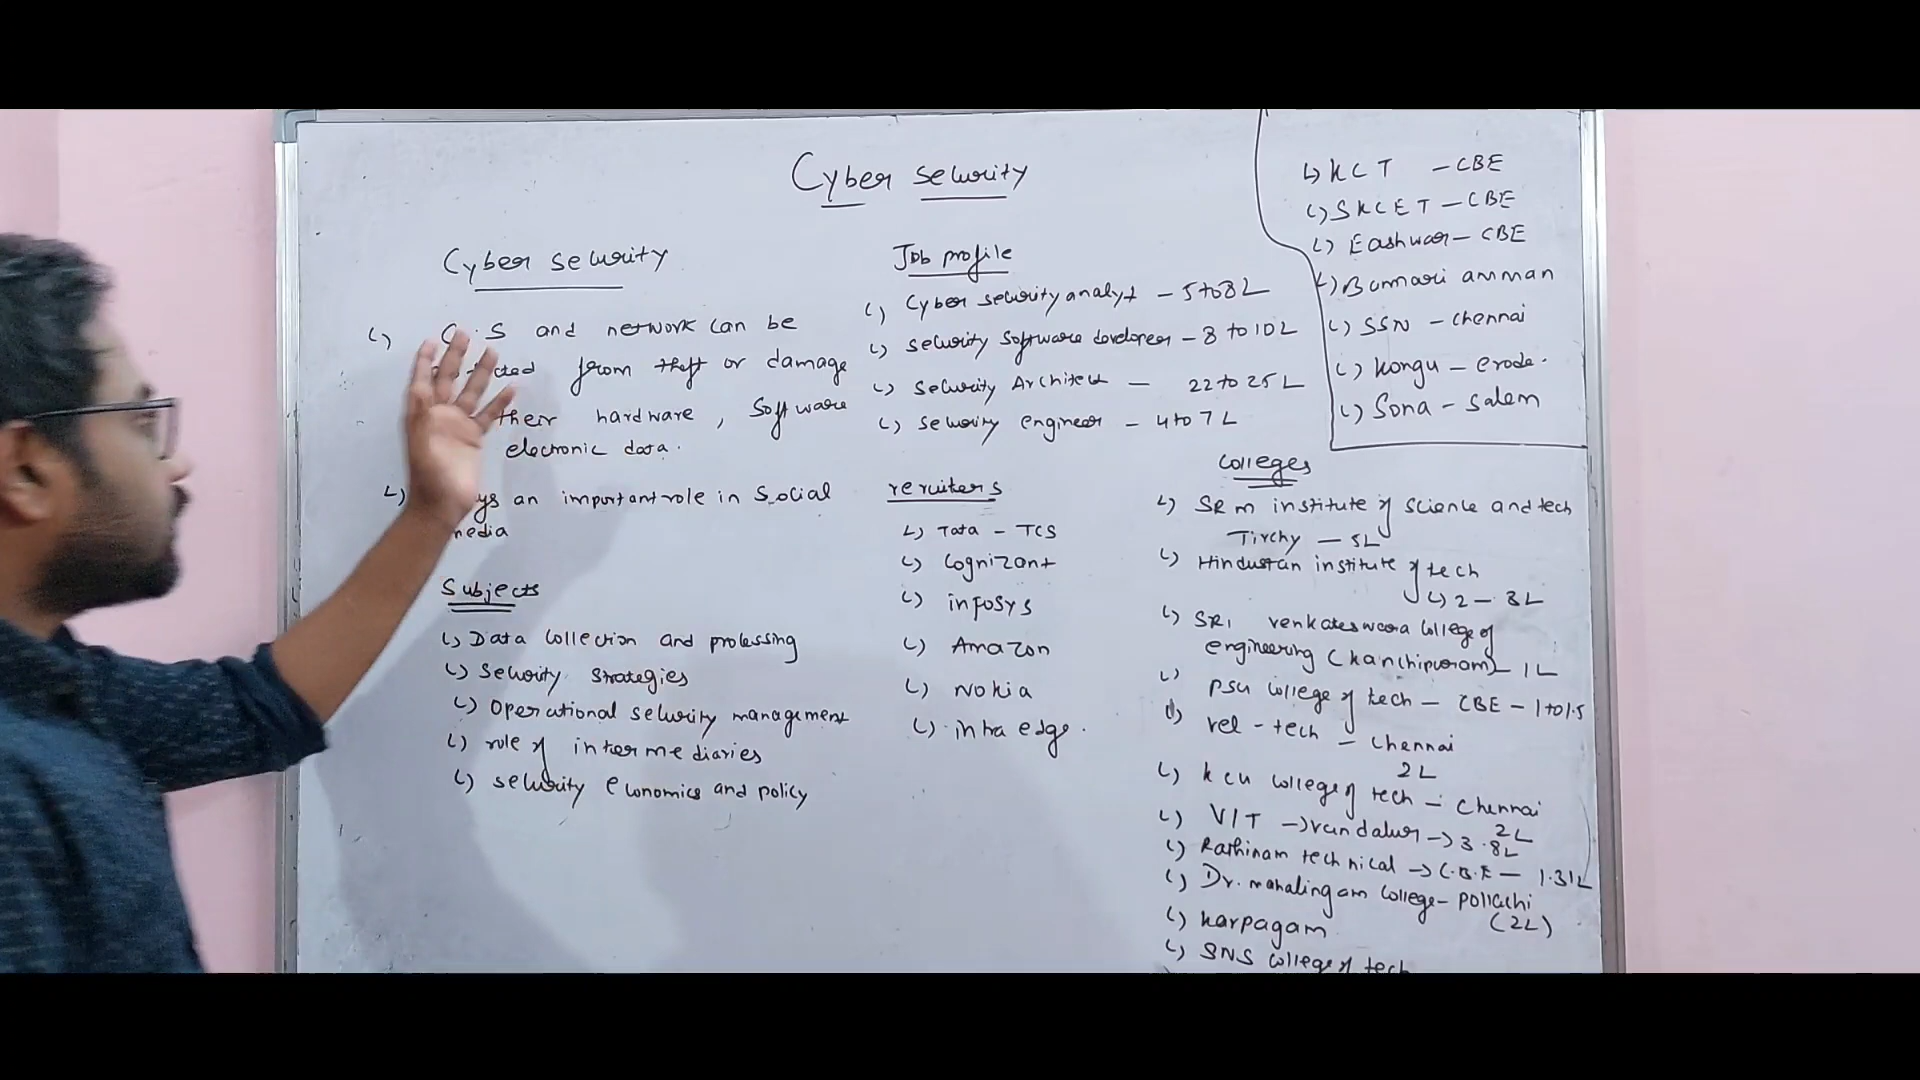 Cyber security
Cyber security
C.S and network can be
from theft or damage
their hardware, Software
electronic data.
an important role in Social
media
Subjects
Data Collection and processing
Security Strategies
Operational security management
role of intermediaries
security Economics and policy
Job profile
Cyber security analyt - 5 to 8 L
Security Software developer - 8 to 10 L
Security Architect - 22 to 25 L
Security engineer - 4 to 7 L
recruiters
Tata - TCS
Cognizant
infosys
Amazon
Nokia
intra edge.
KCT - CBE
SKCET - CBE
Eashwar - CBE
Bannari amman
SSN - Chennai
Kongu - erode.
Sona - Salem
Colleges
SRM institute of Science and tech
Tirchy - 5L
Hindustan institute of tech
2 - 3L
SRI venkateswara College of
engineering (Kanchipuram) - 1L
PSG College of tech - CBE - 1 to 1.5
vel - tech - Chennai
2L
KCG College of tech - Chennai
2L
VIT → vandalur → 3.8L
Rathinam technical → C.B.E - 1.31L
Dr. mahalingam College - Pollachi
(2L)
Karpagam
SNS College of tech